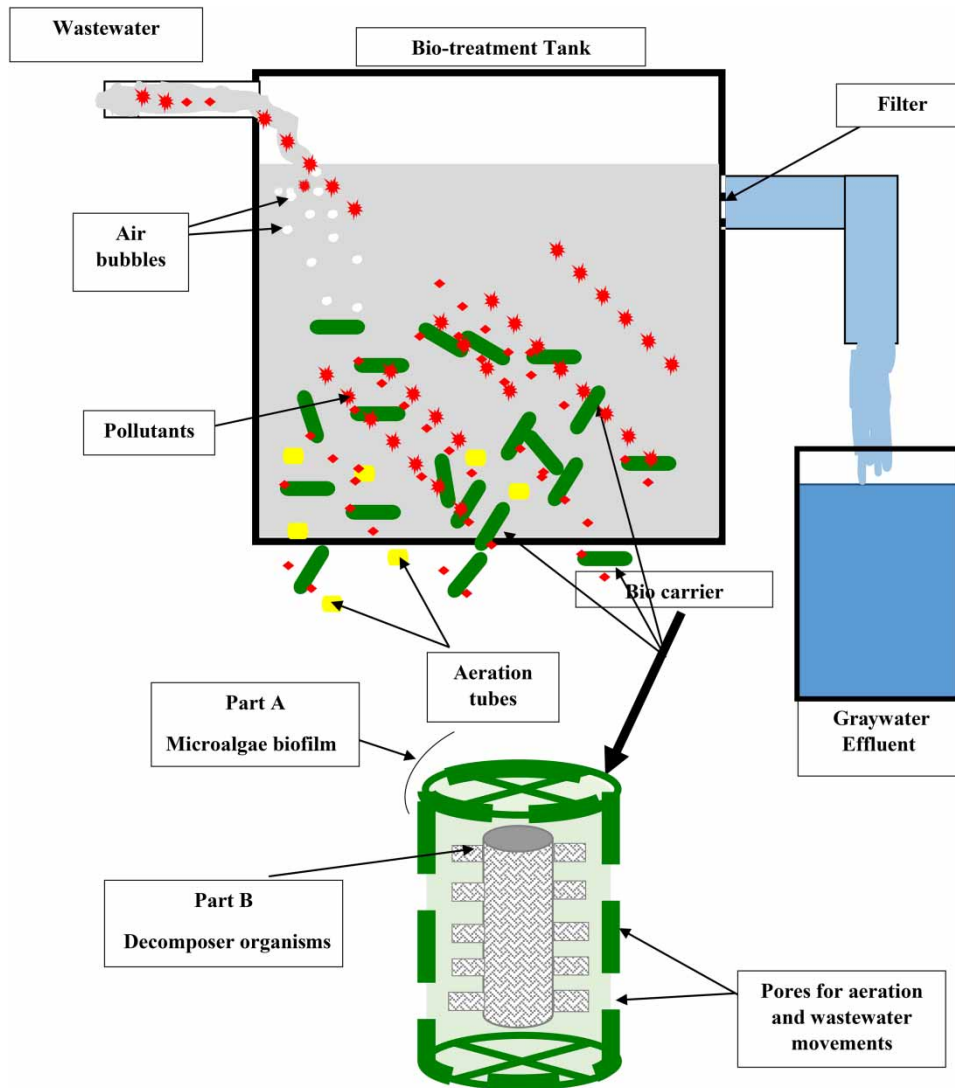 Wastewater
Bio-treatment Tank
Filter
Air
bubbles
Pollutants
Bio carrier
Aeration
tubes
Graywater
Effluent
Part A
Microalgae biofilm
Part B
Decomposer organisms
Pores for aeration
and wastewater
movements